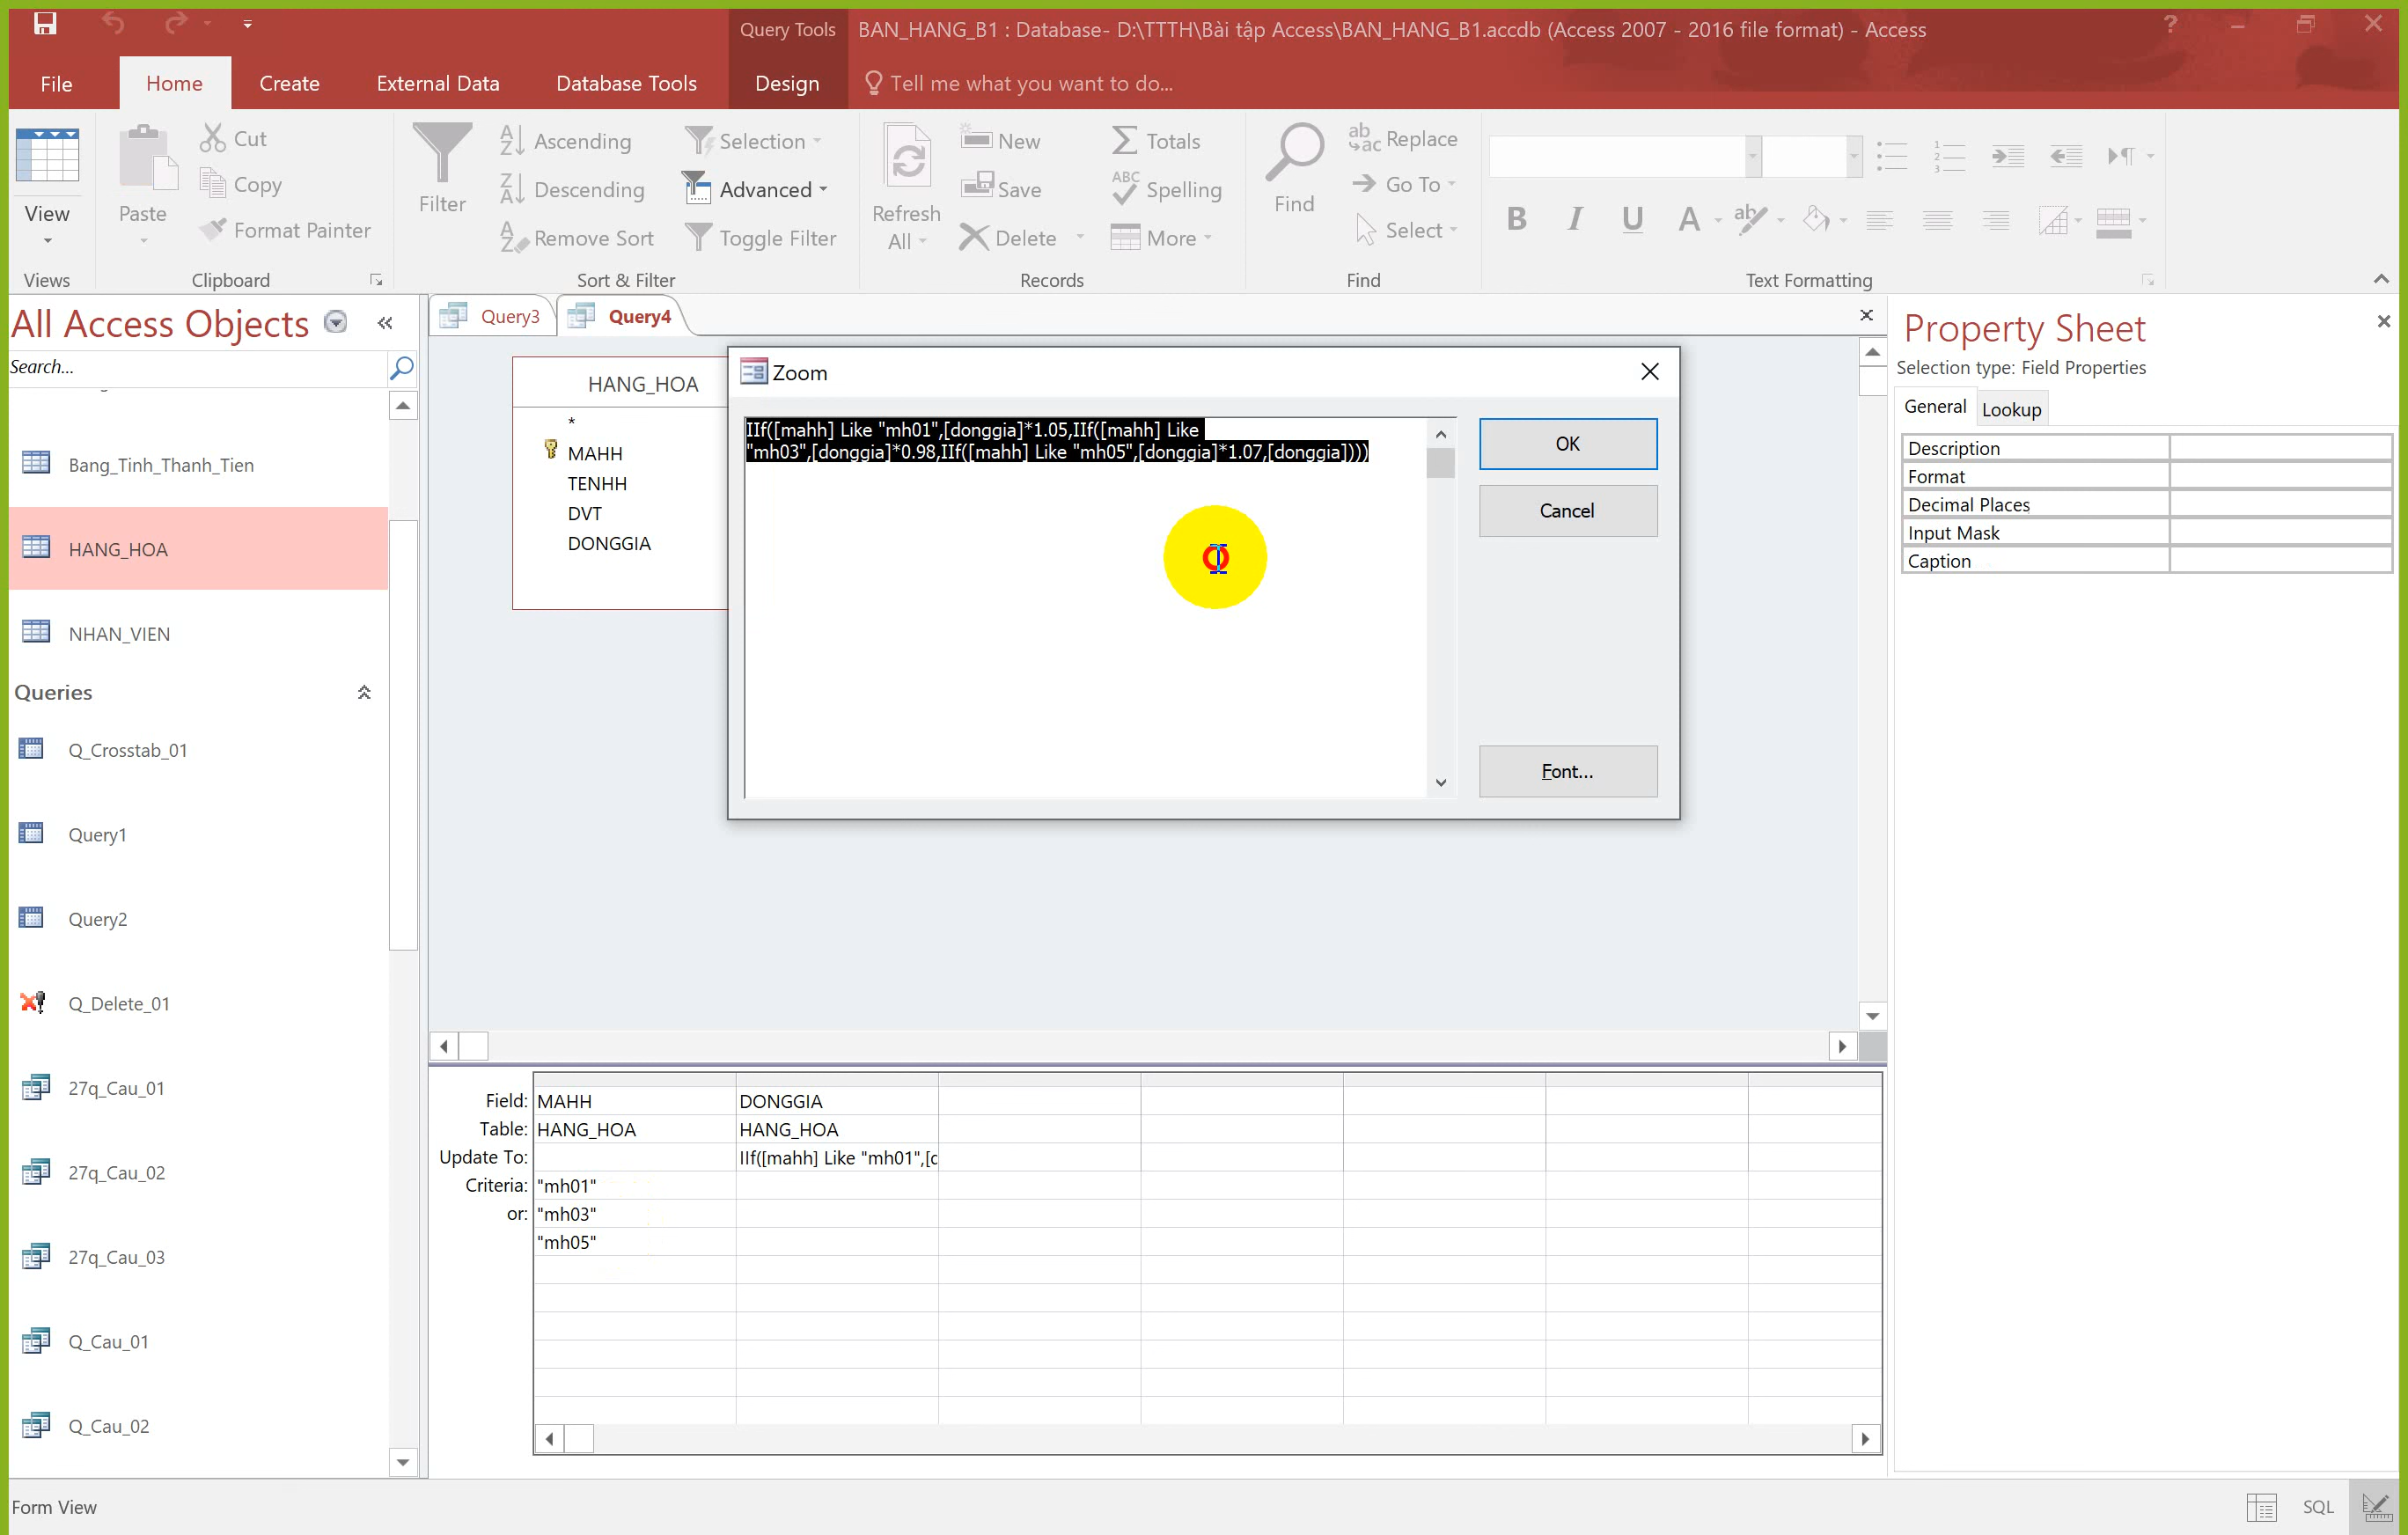 Query Tools
BAN_HANG_B1 : Database- D:\TTTH\Bài tập Access\BAN_HANG_B1.accdb (Access 2007 - 2016 file format) - Access
File
Home
Create
External Data
Database Tools
Design
Tell me what you want to do...
View
Views
Paste
Cut
Copy
Format Painter
Clipboard
Filter
Ascending
Descending
Remove Sort
Selection
Advanced
Toggle Filter
Sort & Filter
Refresh
All
New
Save
Delete
Totals
Spelling
More
Records
Find
Replace
Go To
Select
Find
Text Formatting
All Access Objects
Search...
Bang_Tinh_Thanh_Tien
HANG_HOA
NHAN_VIEN
Queries
Q_Crosstab_01
Query1
Query2
Q_Delete_01
27q_Cau_01
27q_Cau_02
27q_Cau_03
Q_Cau_01
Q_Cau_02
Query3
Query4
HANG_HOA
*
MAHH
TENHH
DVT
DONGGIA
Zoom
IIf([mahh] Like "mh01",[donggia]*1.05,IIf([mahh] Like
"mh03",[donggia]*0.98,IIf([mahh] Like "mh05",[donggia]*1.07,[donggia])))
OK
Cancel
Font...
Field: MAHH DONGGIA
Table: HANG_HOA HANG_HOA
Update To: IIf([mahh] Like "mh01",[c
Criteria: "mh01"
or: "mh03"
"mh05"
Property Sheet
Selection type: Field Properties
General
Lookup
Description
Format
Decimal Places
Input Mask
Caption
Form View
SQL